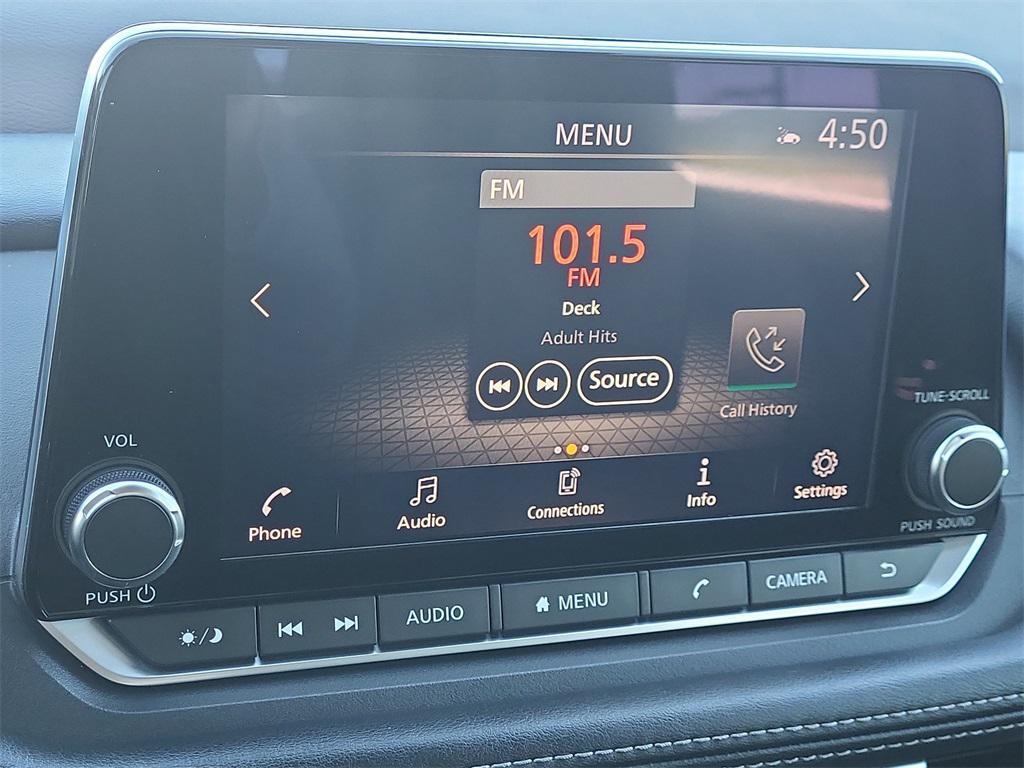 MENU
4:50
FM
101.5
FM
Deck
Adult Hits
Source
Call History
TUNE-SCROLL
VOL
Phone
Audio
Connections
Info
Settings
PUSH
PUSH SOUND
AUDIO
MENU
CAMERA